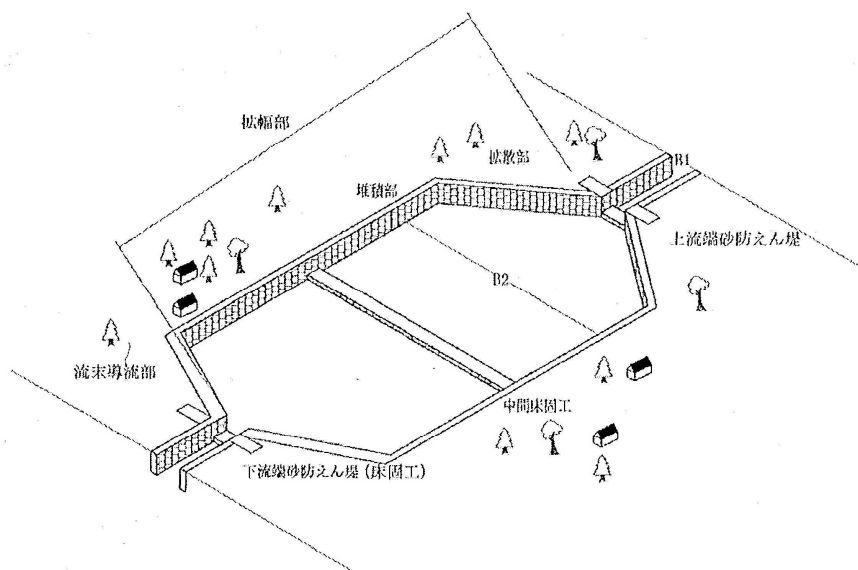 拡幅部
拡散部
B1
堆積部
上流端砂防えん堤
B2
流末導流部
中間床固工
下流端砂防えん堤(床固工)